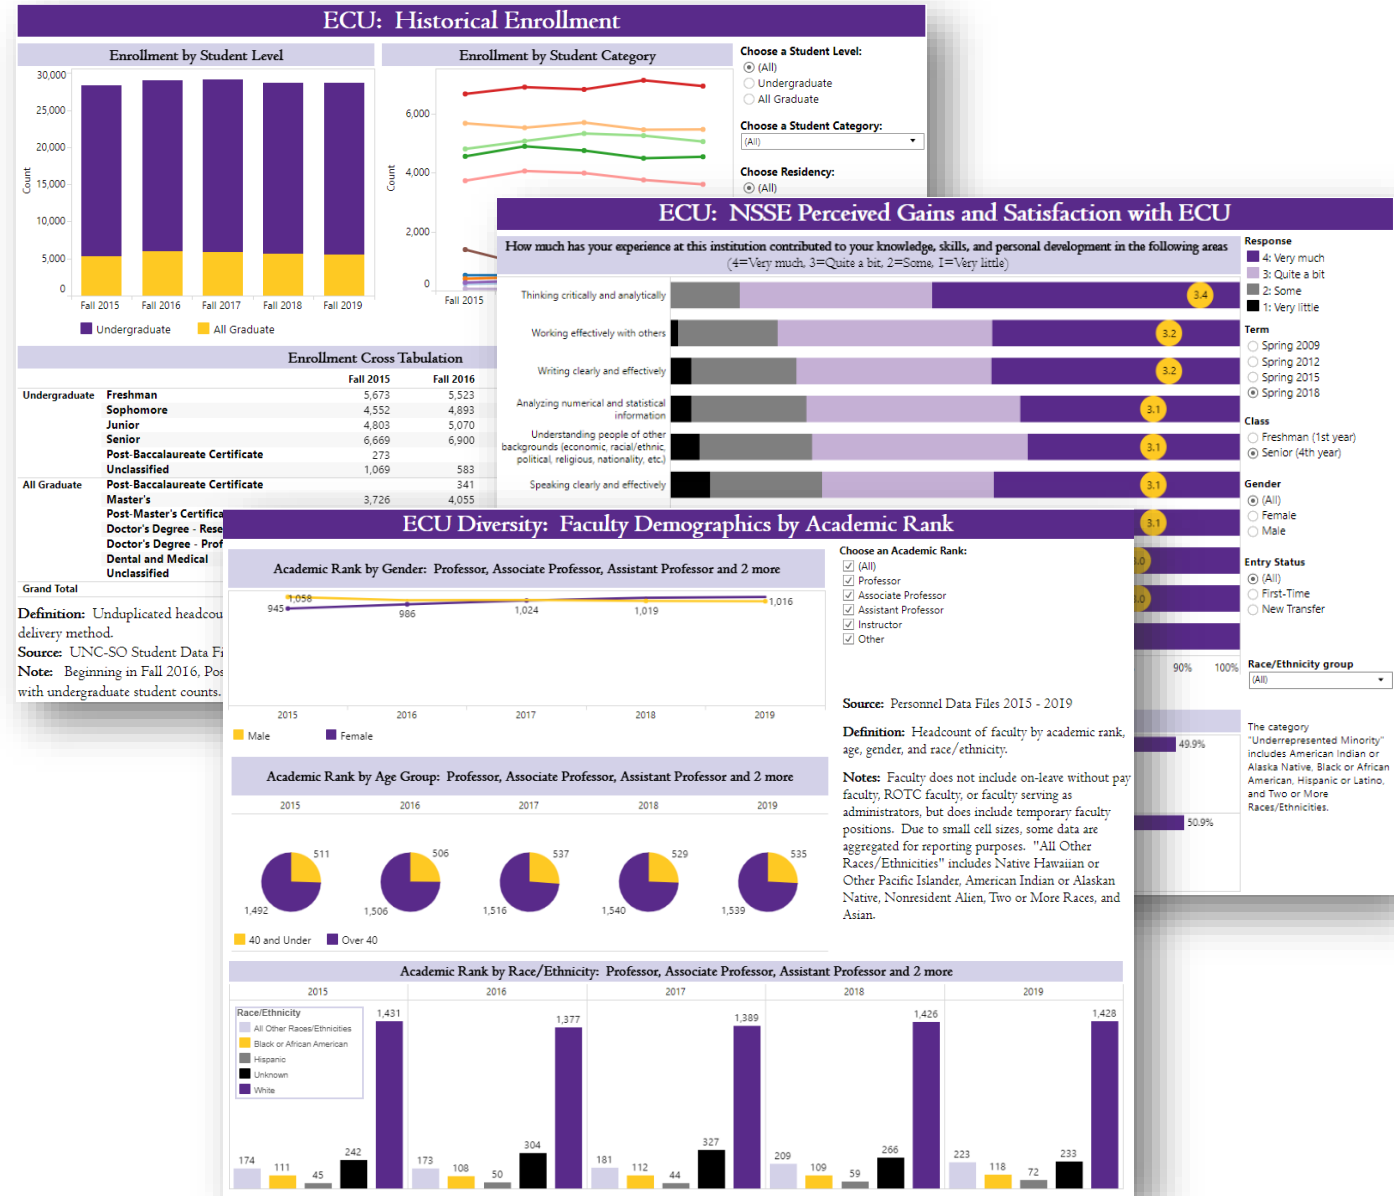 ECU: Historical Enrollment
Enrollment by Student Level
30,000
25,000
20,000
15,000
10,000
5,000
0
Count
Fall 2015 Fall 2016 Fall 2017 Fall 2018 Fall 2019
Undergraduate All Graduate
Enrollment by Student Category
6,000
4,000
2,000
0
Count
Fall 2015
Choose a Student Level:
(All)
Undergraduate
All Graduate
Choose a Student Category:
(All)
Choose Residency:
(All)
Enrollment Cross Tabulation
Fall 2015 Fall 2016
Undergraduate Freshman 5,673 5,523
Sophomore 4,552 4,893
Junior 4,803 5,070
Senior 6,669 6,900
Post-Baccalaureate Certificate 273
Unclassified 1,069 583
All Graduate Post-Baccalaureate Certificate 341
Master's 3,726 4,055
Post-Master's Certifica
Doctor's Degree - Rese
Doctor's Degree - Prof
Dental and Medical
Unclassified
Grand Total
Definition: Unduplicated headcou
delivery method.
Source: UNC-SO Student Data Fi
Note: Beginning in Fall 2016, Pos
with undergraduate student counts.
ECU: NSSE Perceived Gains and Satisfaction with ECU
How much has your experience at this institution contributed to your knowledge, skills, and personal development in the following areas
(4=Very much, 3=Quite a bit, 2=Some, 1=Very little)
Thinking critically and analytically 3.4
Working effectively with others 3.2
Writing clearly and effectively 3.2
Analyzing numerical and statistical
information 3.1
Understanding people of other
backgrounds (economic, racial/ethnic,
political, religious, nationality, etc.) 3.1
Speaking clearly and effectively 3.1
3.1
.0
.0
90% 100%
49.9%
50.9%
Response
4: Very much
3: Quite a bit
2: Some
1: Very little
Term
Spring 2009
Spring 2012
Spring 2015
Spring 2018
Class
Freshman (1st year)
Senior (4th year)
Gender
(All)
Female
Male
Entry Status
(All)
First-Time
New Transfer
Race/Ethnicity group
(All)
The category
"Underrepresented Minority"
includes American Indian or
Alaska Native, Black or African
American, Hispanic or Latino,
and Two or More
Races/Ethnicities.
ECU Diversity: Faculty Demographics by Academic Rank
Academic Rank by Gender: Professor, Associate Professor, Assistant Professor and 2 more
1,058
945 986 1,024 1,019 1,016
2015 2016 2017 2018 2019
Male Female
Academic Rank by Age Group: Professor, Associate Professor, Assistant Professor and 2 more
2015 2016 2017 2018 2019
511 506 537 529 535
1,492 1,506 1,516 1,540 1,539
40 and Under Over 40
Choose an Academic Rank:
(All)
Professor
Associate Professor
Assistant Professor
Instructor
Other
Source: Personnel Data Files 2015 - 2019
Definition: Headcount of faculty by academic rank,
age, gender, and race/ethnicity.
Notes: Faculty does not include on-leave without pay
faculty, ROTC faculty, or faculty serving as
administrators, but does include temporary faculty
positions. Due to small cell sizes, some data are
aggregated for reporting purposes. "All Other
Races/Ethnicities" includes Native Hawaiian or
Other Pacific Islander, American Indian or Alaskan
Native, Nonresident Alien, Two or More Races, and
Asian.
Academic Rank by Race/Ethnicity: Professor, Associate Professor, Assistant Professor and 2 more
2015 2016 2017 2018 2019
Race/Ethnicity
All Other Races/Ethnicities
Black or African American
Hispanic
Unknown
White
174 111 45 242 1,431
173 108 50 304 1,377
181 112 44 327 1,389
209 109 59 266 1,426
223 118 72 233 1,428